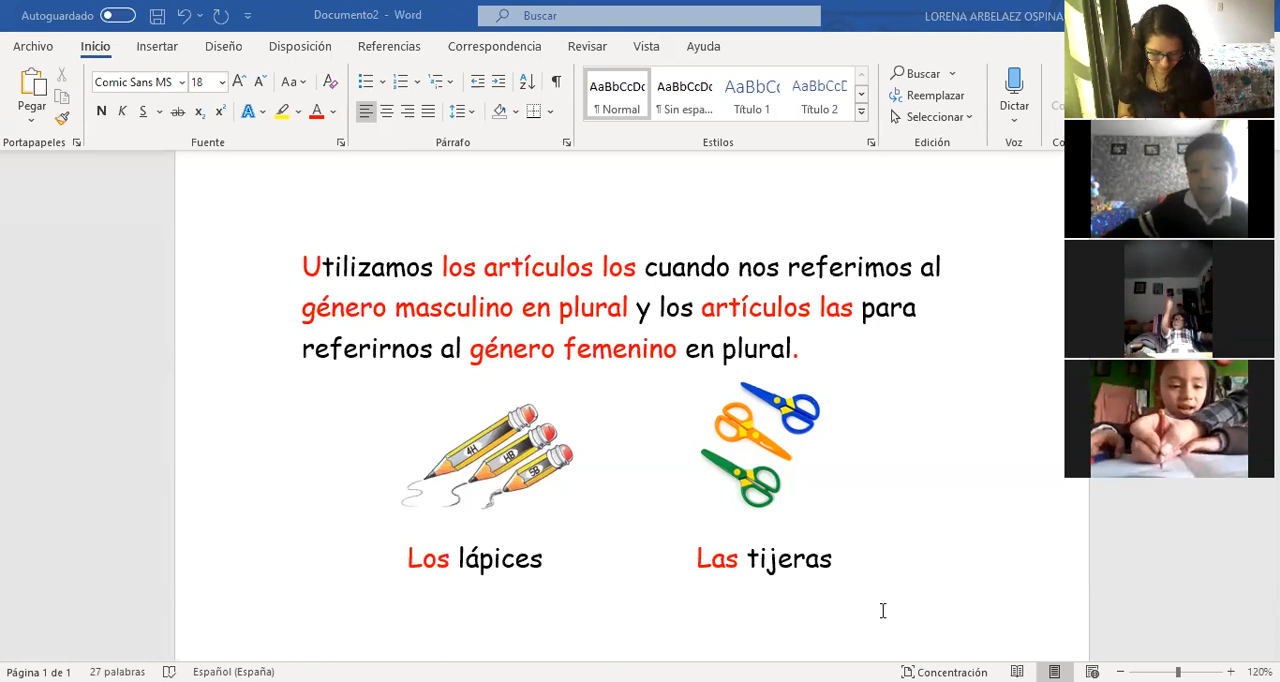 Autoguardado
Documento2 - Word
Buscar
LORENA ARBELAEZ OSPINA
Archivo Inicio Insertar Diseño Disposición Referencias Correspondencia Revisar Vista Ayuda
Pegar
Comic Sans MS 18
Aa
N K S ab x₂ x² A A
AaBbCcDc AaBbCcDc AaBbCc AaBbCcD
¶ Normal ¶ Sin espa... Título 1 Título 2
Buscar
Reemplazar
Seleccionar
Dictar
Portapapeles Fuente Párrafo Estilos Edición Voz
Utilizamos los artículos los cuando nos referimos al
género masculino en plural y los artículos las para
referirnos al género femenino en plural.
4H
HB
5B
Los lápices Las tijeras
Página 1 de 1 27 palabras Español (España) Concentración 120%